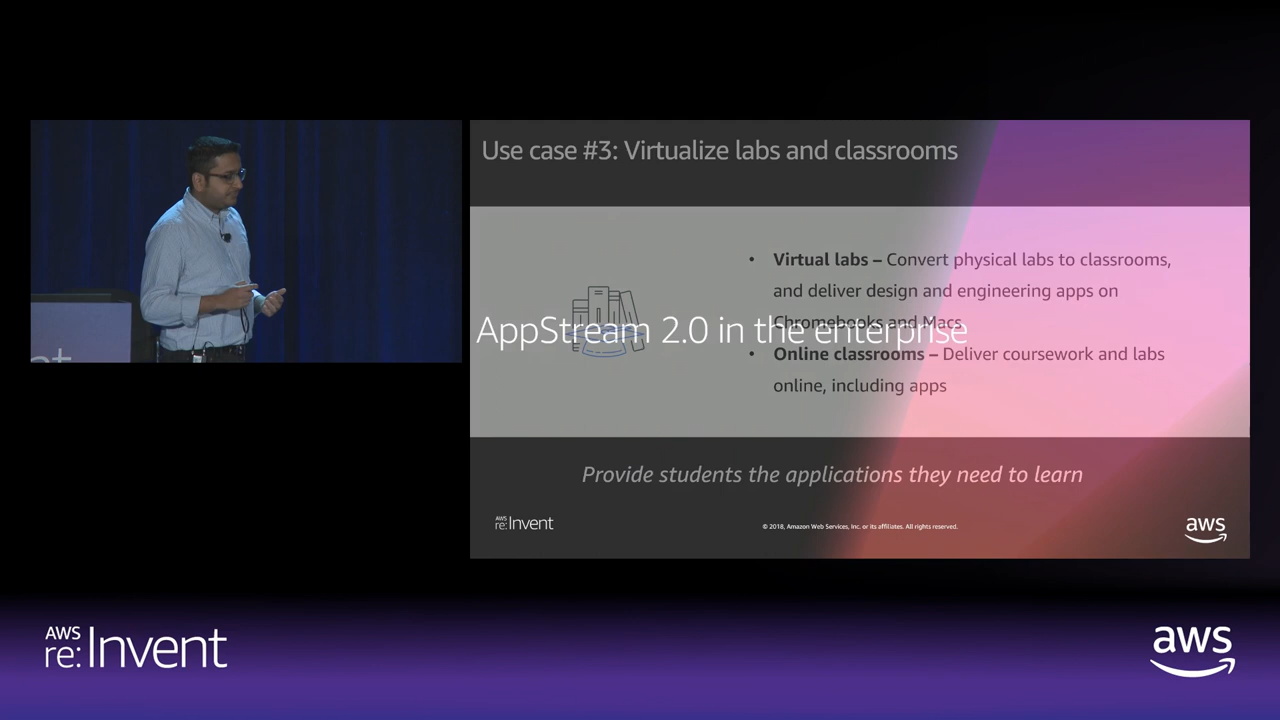 Use case #3: Virtualize labs and classrooms
• Virtual labs – Convert physical labs to classrooms,
and deliver design and engineering apps on
Chromebooks and Macs
AppStream 2.0 in the enterprise
• Online classrooms – Deliver coursework and labs
online, including apps
Provide students the applications they need to learn
AWS
re:Invent
© 2018, Amazon Web Services, Inc. or its affiliates. All rights reserved.
aws
AWS
re:Invent
aws